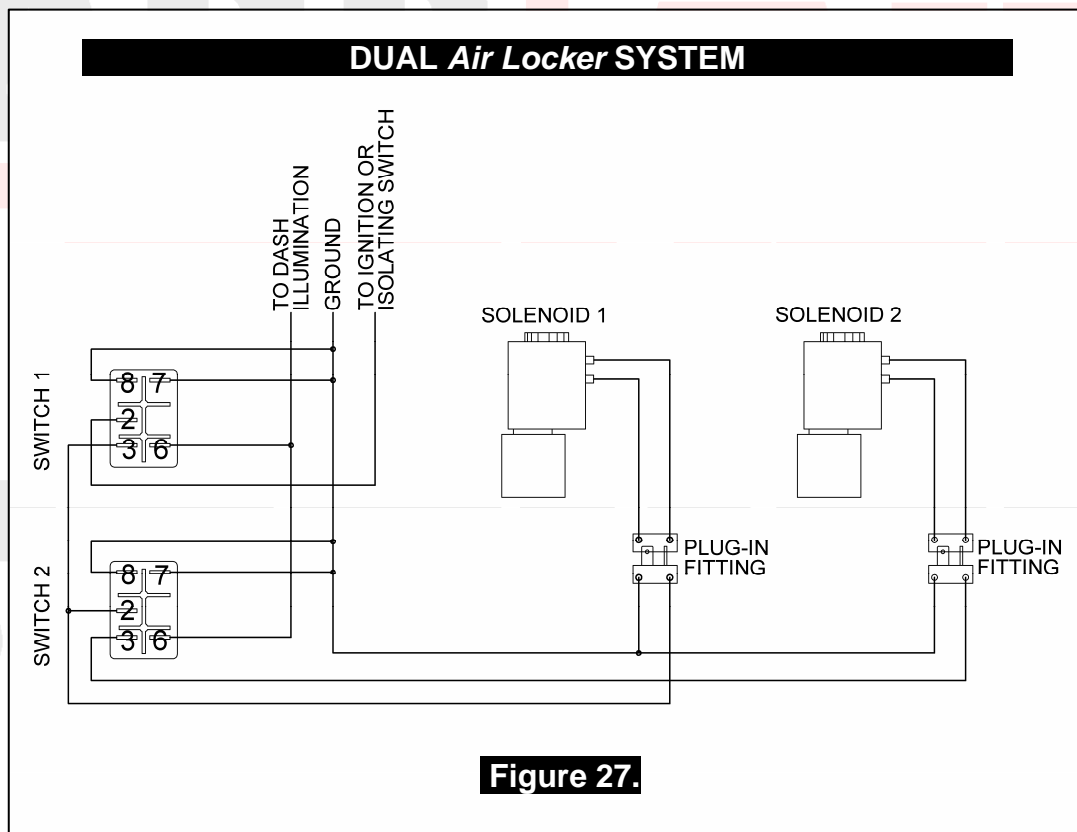 DUAL Air Locker SYSTEM
TO DASH
ILLUMINATION
GROUND
TO IGNITION OR
ISOLATING SWITCH
SOLENOID 1
SOLENOID 2
SWITCH 1
8 7
2
3 6
SWITCH 2
8 7
2
3 6
PLUG-IN
FITTING
PLUG-IN
FITTING
Figure 27.